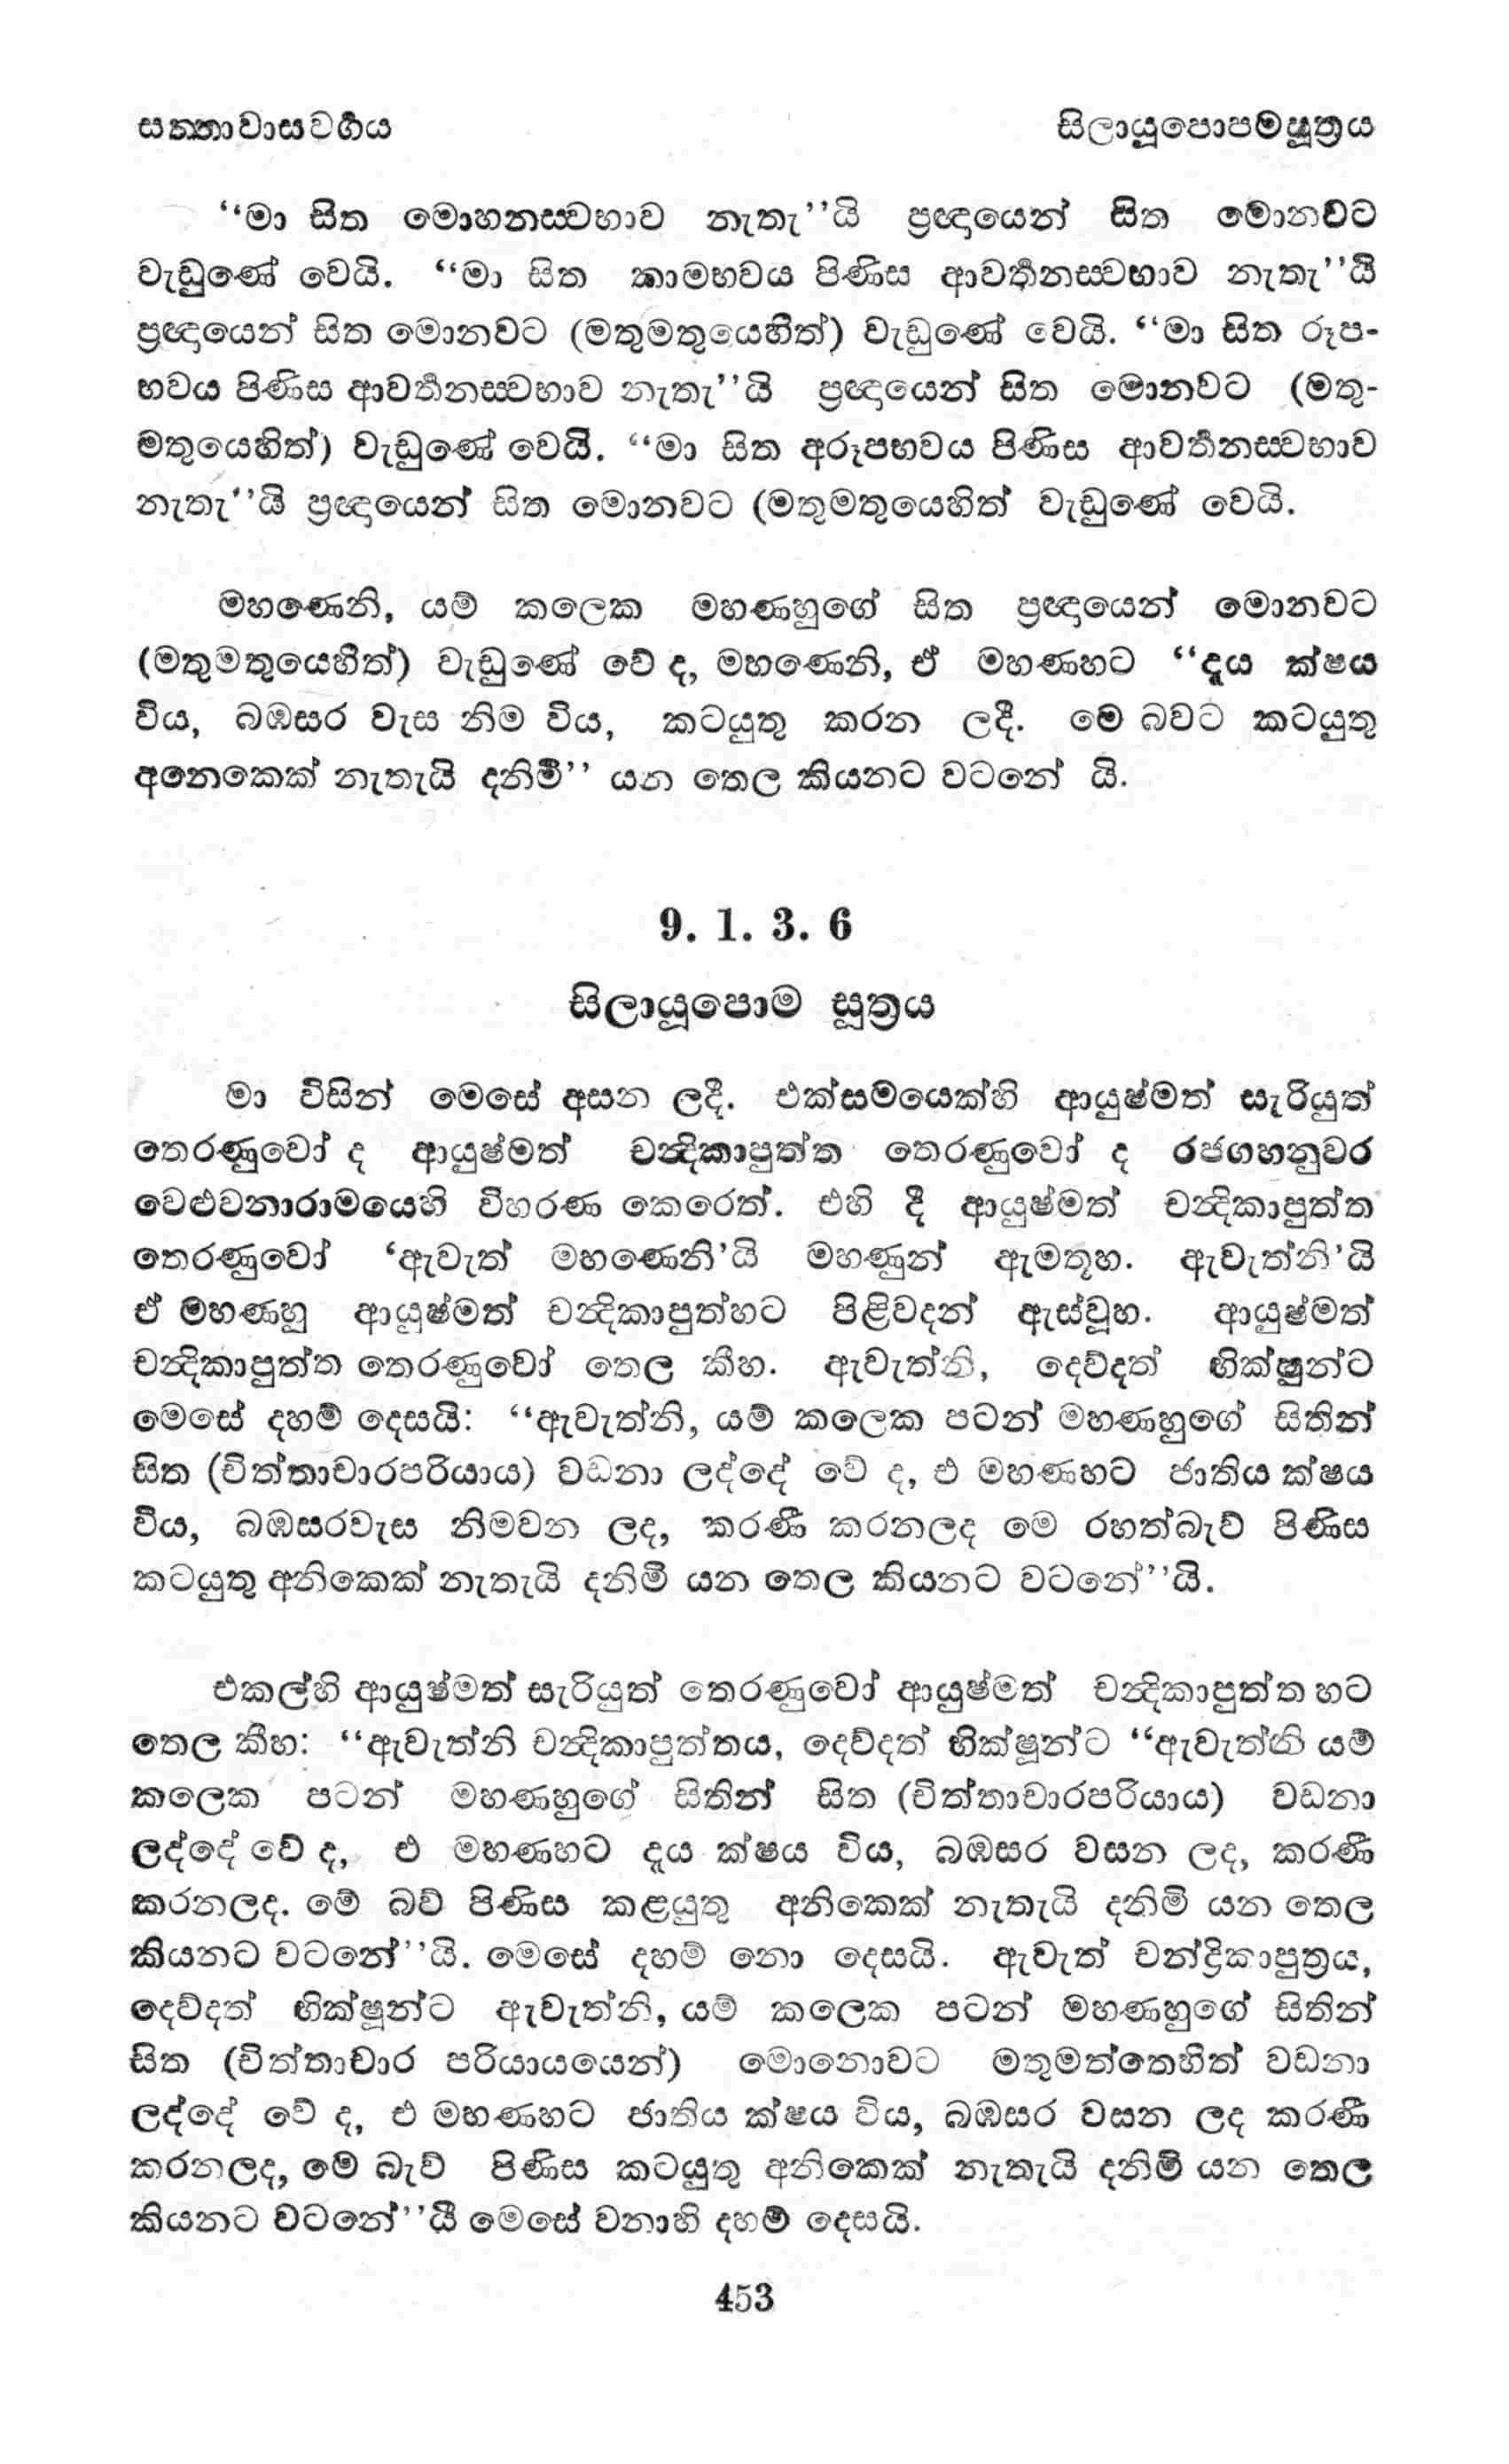 සත්තාවාසවර්‍ගය
සිලායූපොපමසූත්‍රය
“මා සිත මොහනස්වභාව නැතැ”යි ප්‍රඥායෙන් සිත මොනවට
වැඩුණේ වෙයි. “මා සිත කාමභවය පිණිස ආවර්‍තනස්වභාව නැතැ”යි
ප්‍රඥායෙන් සිත මොනවට (මතුමතුයෙහිත්) වැඩුණේ වෙයි. “මා සිත රූප-
භවය පිණිස ආවර්‍තනස්වභාව නැතැ”යි ප්‍රඥායෙන් සිත මොනවට (මතු-
මතුයෙහිත්) වැඩුණේ වෙයි. “මා සිත අරූපභවය පිණිස ආවර්‍තනස්වභාව
නැතැ”යි ප්‍රඥායෙන් සිත මොනවට (මතුමතුයෙහිත් වැඩුණේ වෙයි.
මහණෙනි, යම් කලෙක මහණහුගේ සිත ප්‍රඥායෙන් මොනවට
(මතුමතුයෙහිත්) වැඩුණේ වේ ද, මහණෙනි, ඒ මහණහට “දැය ක්ෂය
විය, බඹසර වැස නිම විය, කටයුතු කරන ලදී. මෙ බවට කටයුතු
අනෙකෙක් නැතැයි දනිමි” යන තෙල කියනට වටනේ යි.
9. 1. 3. 6
සිලායූපොම සූත්‍රය
මා විසින් මෙසේ අසන ලදී. එක්සමයෙක්හි ආයුෂ්මත් සැරියුත්
තෙරණුවෝ ද ආයුෂ්මත් චන්‍දිකාපුත්ත තෙරණුවෝ ද රජගහනුවර
වෙළුවනාරාමයෙහි විහරණ කෙරෙත්. එහි දී ආයුෂ්මත් චන්‍දිකාපුත්ත
තෙරණුවෝ ‘ඇවැත් මහණෙනි’යි මහණුන් ඇමතූහ. ඇවැත්නි’යි
ඒ මහණහු ආයුෂ්මත් චන්‍දිකාපුත්හට පිළිවදන් ඇස්වූහ. ආයුෂ්මත්
චන්‍දිකාපුත්ත තෙරණුවෝ තෙල කීහ. ඇවැත්නි, දෙව්දත් භික්ෂුන්ට
මෙසේ දහම් දෙසයි: “ඇවැත්නි, යම් කලෙක පටන් මහණහුගේ සිතින්
සිත (චිත්තාචාරපරියාය) වඩනා ලද්දේ වේ ද, එ මහණහට ජාතිය ක්ෂය
විය, බඹසරවැස නිමවන ලද, කරණී කරනලද මෙ රහත්බැව් පිණිස
කටයුතු අනිකෙක් නැතැයි දනිමි යන තෙල කියනට වටනේ”යි.
එකල්හි ආයුෂ්මත් සැරියුත් තෙරණුවෝ ආයුෂ්මත් චන්‍දිකාපුත්ත හට
තෙල කීහ: “ඇවැත්නි චන්‍දිකාපුත්තය, දෙව්දත් භික්ෂූන්ට “ඇවැත්නි යම්
කලෙක පටන් මහණහුගේ සිතින් සිත (චිත්තාචාරපරියාය) වඩනා
ලද්දේ වේ ද, එ මහණහට දැය ක්ෂය විය, බඹසර වසන ලද, කරණී
කරනලද. මේ බව් පිණිස කළයුතු අනිකෙක් නැතැයි දනිමි යන තෙල
කියනට වටනේ”යි. මෙසේ දහම් නො දෙසයි. ඇවැත් චන්ද්‍රිකාපුත්‍රය,
දෙව්දත් භික්ෂූන්ට ඇවැත්නි, යම් කලෙක පටන් මහණහුගේ සිතින්
සිත (චිත්තාචාර පරියායයෙන්) මොනොවට මතුමත්තෙහිත් වඩනා
ලද්දේ වේ ද, එ මහණහට ජාතිය ක්ෂය විය, බඹසර වසන ලද කරණී
කරනලද, මෙ බැව් පිණිස කටයුතු අනිකෙක් නැතැයි දනිමි යන තෙල
කියනට වටනේ”යී මෙසේ වනාහි දහම් දෙසයි.
453